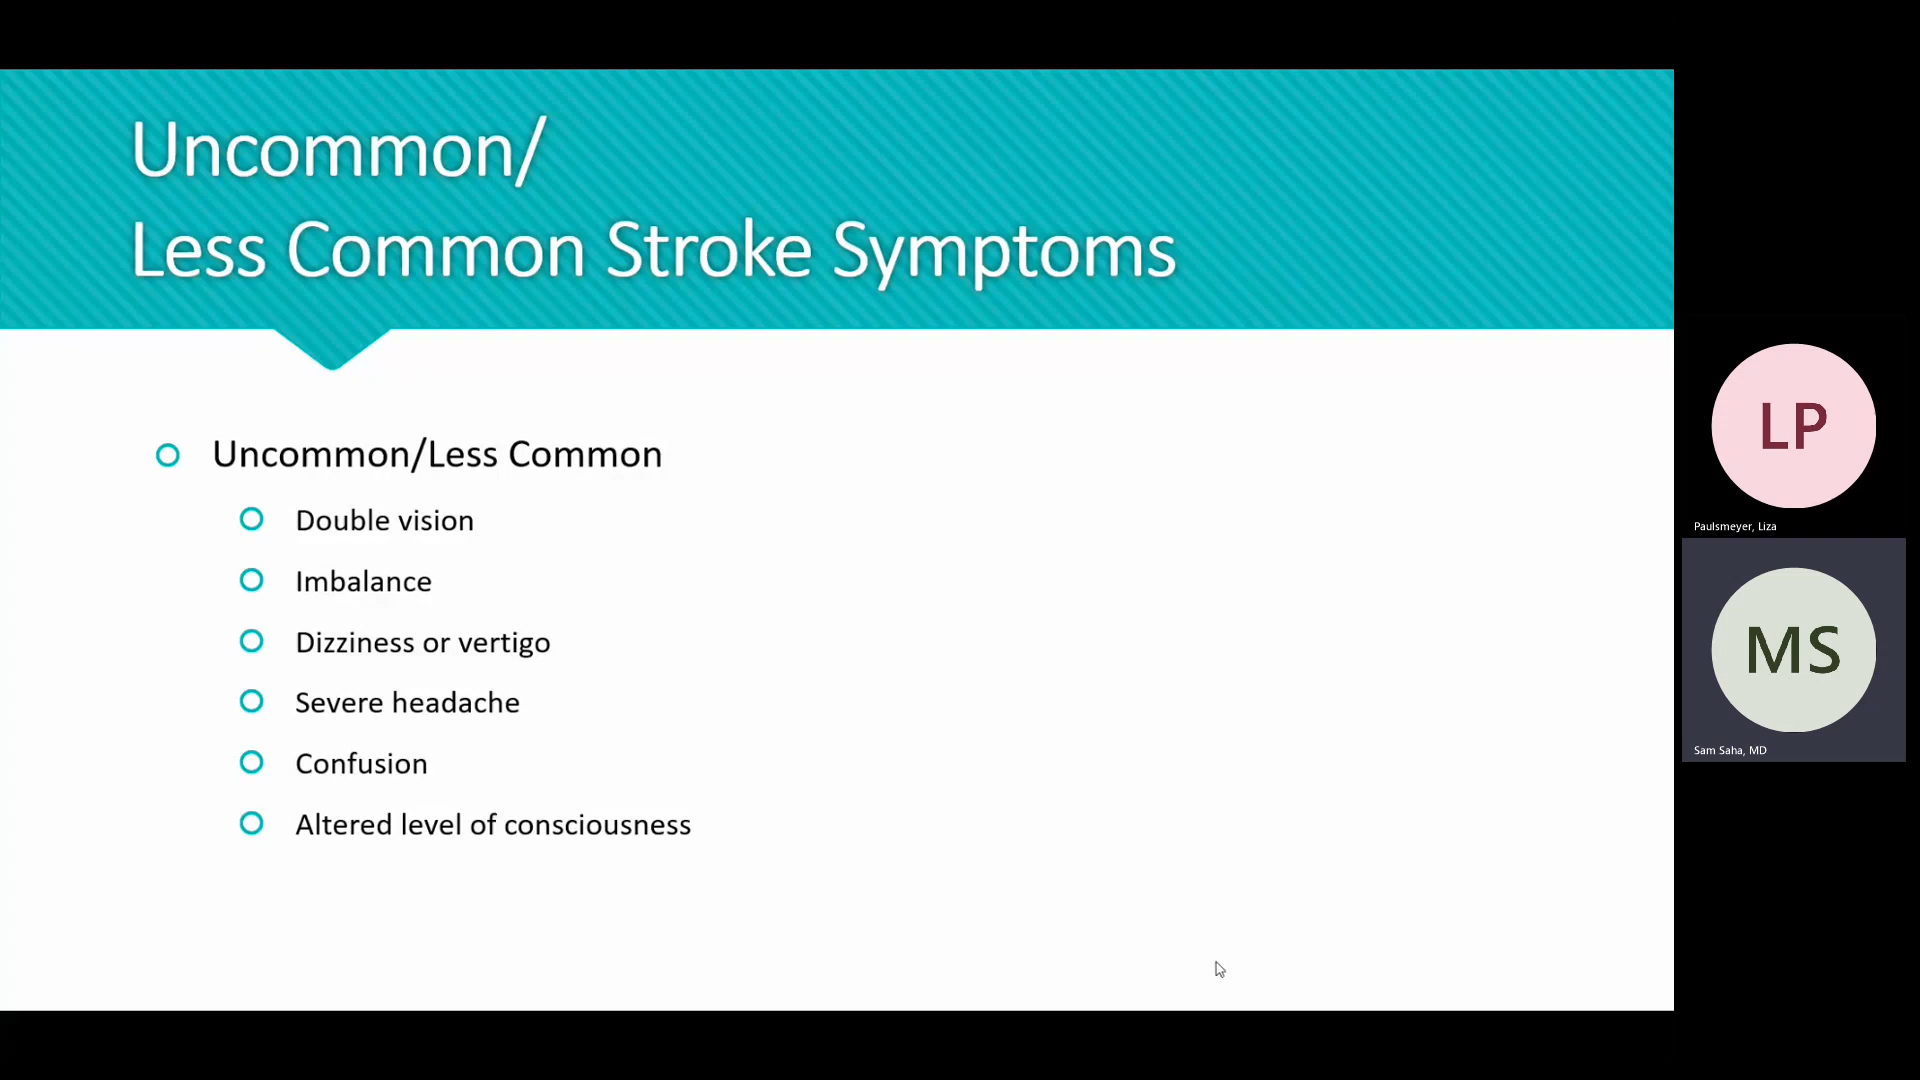 Uncommon/
Less Common Stroke Symptoms
Uncommon/Less Common
Double vision
Imbalance
Dizziness or vertigo
Severe headache
Confusion
Altered level of consciousness
LP
Paulsmeyer, Liza
MS
Sam Saha, MD